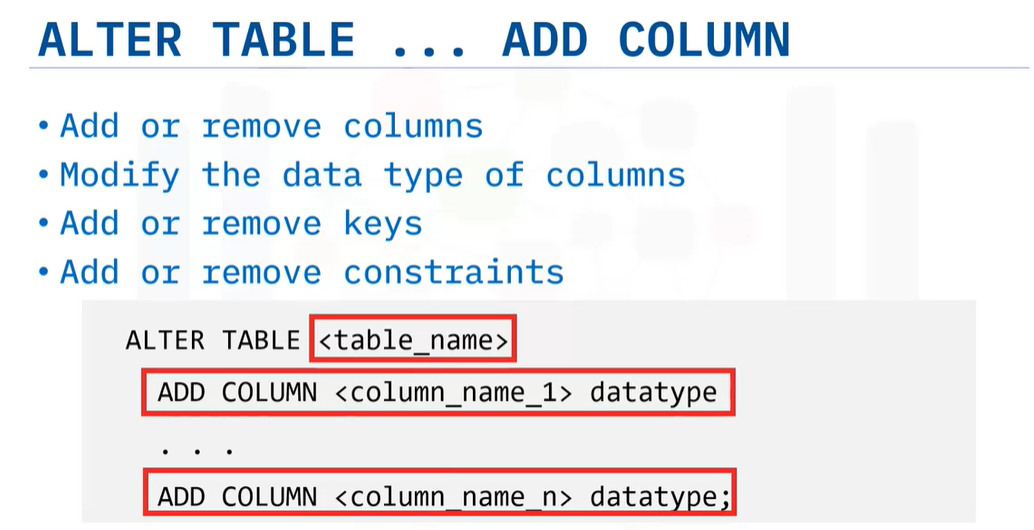 ALTER TABLE ... ADD COLUMN
• Add or remove columns
• Modify the data type of columns
• Add or remove keys
• Add or remove constraints
ALTER TABLE <table_name>
ADD COLUMN <column_name_1> datatype
. . .
ADD COLUMN <column_name_n> datatype;